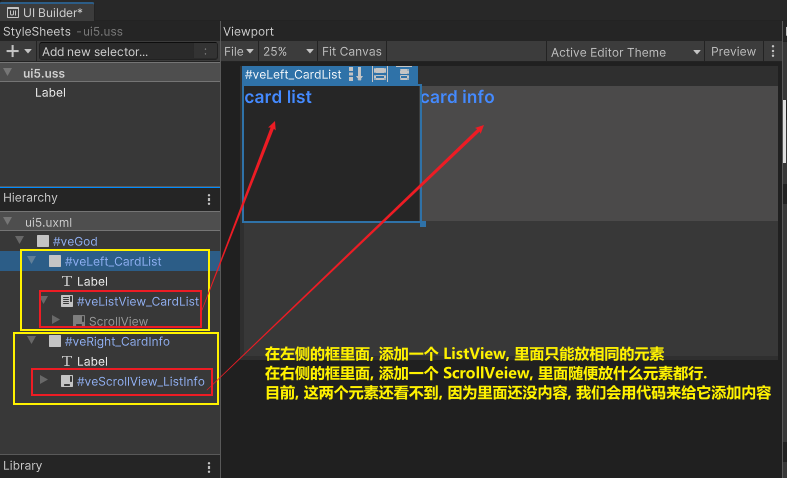 UI Builder*
StyleSheets - ui5.uss
Add new selector...
ui5.uss
Label
Hierarchy
ui5.uxml
#veGod
#veLeft_CardList
Label
#veListView_CardList
ScrollView
#veRight_CardInfo
Label
#veScrollView_ListInfo
Library
Viewport
File 25% Fit Canvas Active Editor Theme Preview
#veLeft_CardList
card list card info
在左侧的框里面, 添加一个 ListView, 里面只能放相同的元素
在右侧的框里面, 添加一个 ScrollVeiew, 里面随便放什么元素都行.
目前, 这两个元素还看不到, 因为里面还没内容, 我们会用代码来给它添加内容